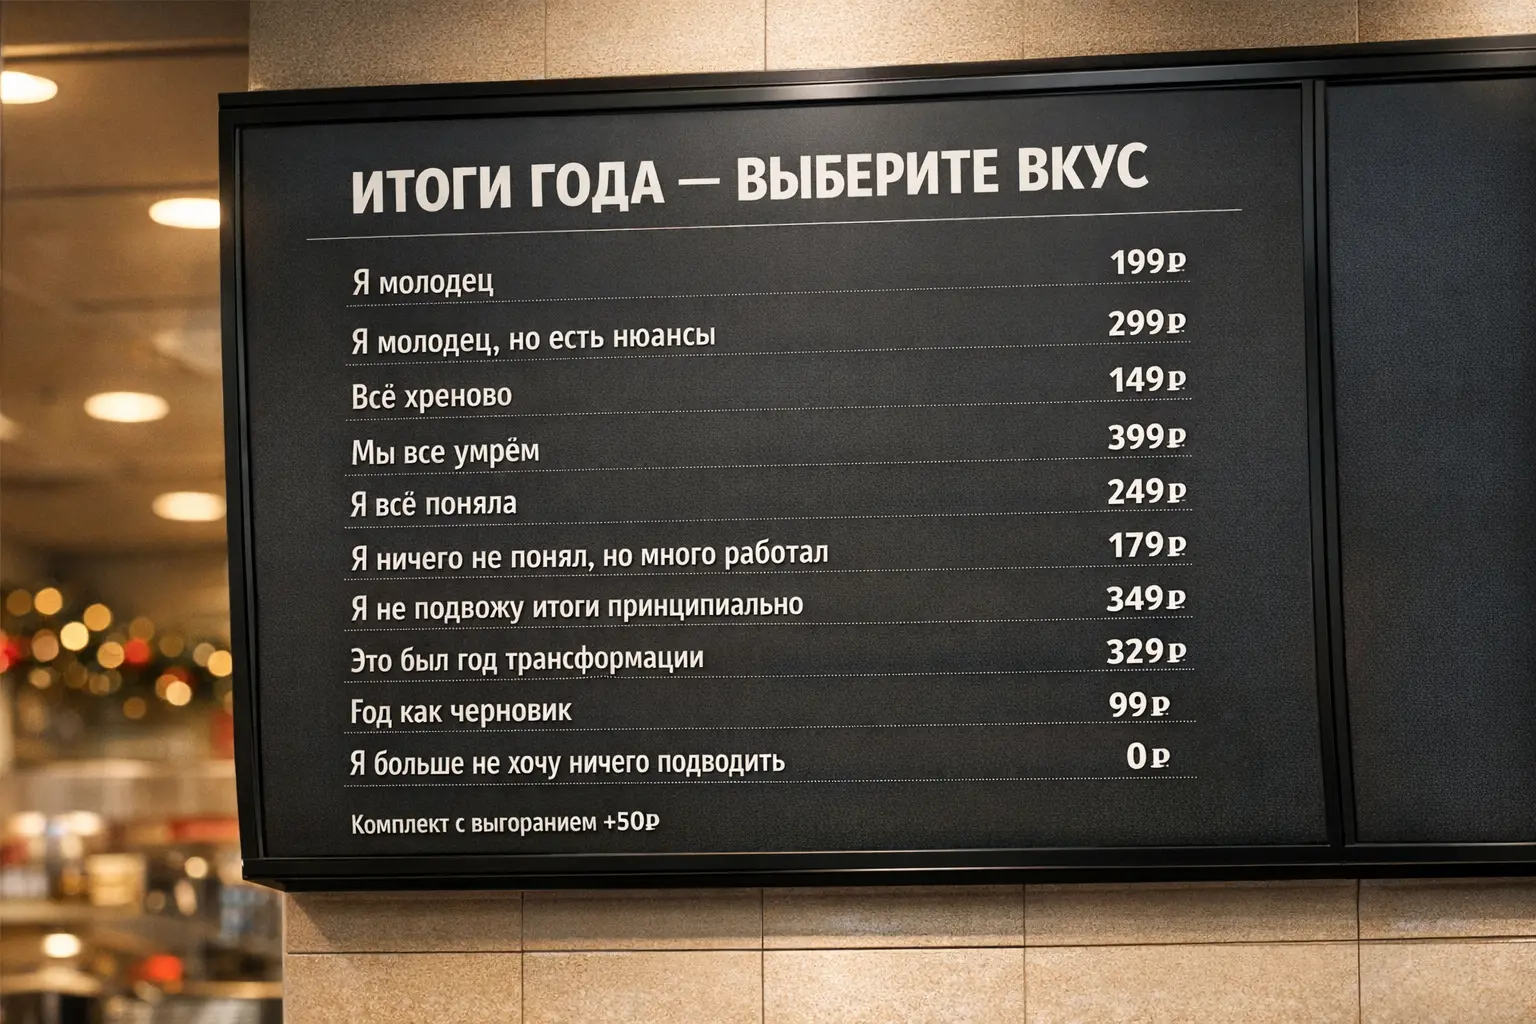 ИТОГИ ГОДА — ВЫБЕРИТЕ ВКУС
Я молодец 199₽
Я молодец, но есть нюансы 299₽
Всё хреново 149₽
Мы все умрём 399₽
Я всё поняла 249₽
Я ничего не понял, но много работал 179₽
Я не подвожу итоги принципиально 349₽
Это был год трансформации 329₽
Год как черновик 99₽
Я больше не хочу ничего подводить 0₽
Комплект с выгоранием +50₽